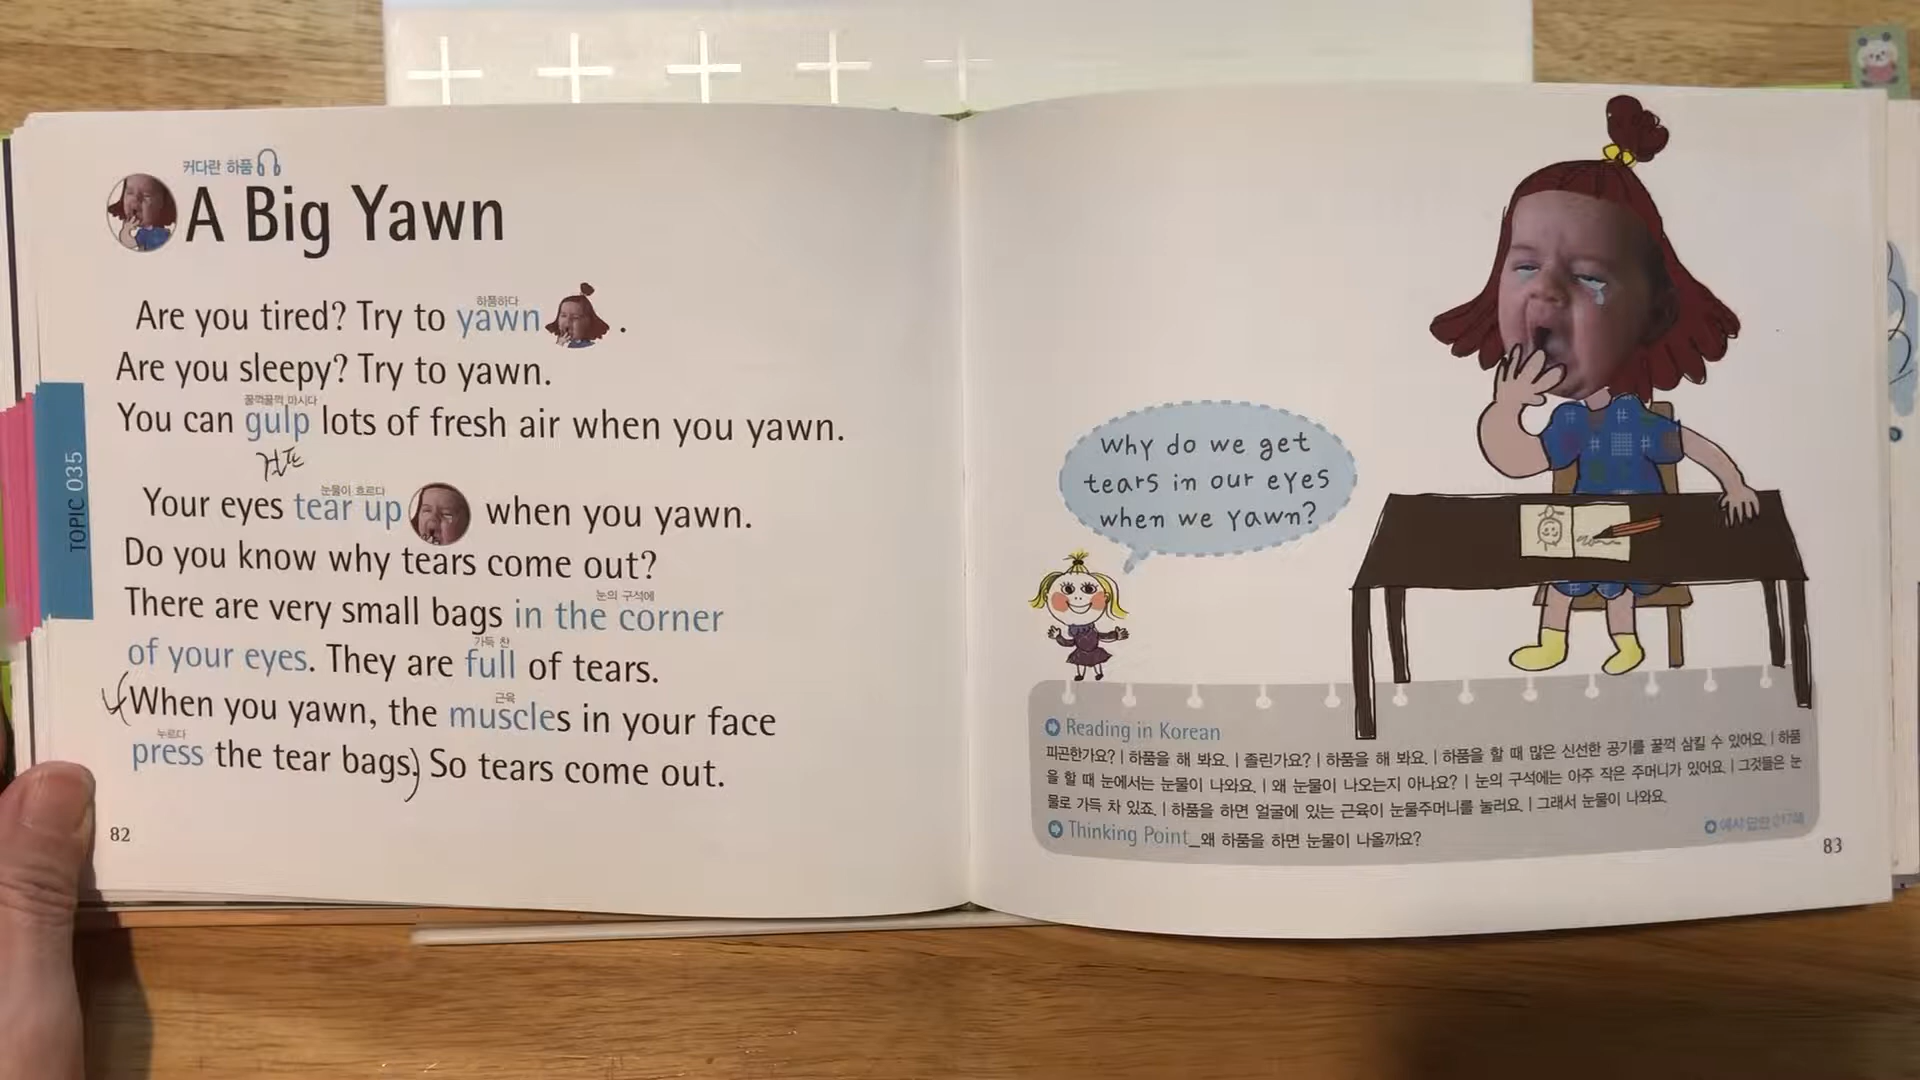 커다란 하품
A Big Yawn
하품하다
Are you tired? Try to yawn .
Are you sleepy? Try to yawn.
꿀꺽꿀꺽 마시다
You can gulp lots of fresh air when you yawn.
눈물이 흐르다
Your eyes tear up when you yawn.
Do you know why tears come out?
눈의 구석에
There are very small bags in the corner
가득 찬
of your eyes. They are full of tears.
근육
When you yawn, the muscles in your face
누르다
press the tear bags. So tears come out.
TOPIC 035
82
Why do we get
tears in our eyes
when we yawn?
Reading in Korean
피곤한가요? | 하품을 해 봐요. | 졸린가요? | 하품을 해 봐요. | 하품을 할 때 많은 신선한 공기를 꿀꺽 삼킬 수 있어요. | 하품
을 할 때 눈에서는 눈물이 나와요. | 왜 눈물이 나오는지 아나요? | 눈의 구석에는 아주 작은 주머니가 있어요. | 그것들은 눈
물로 가득 차 있죠. | 하품을 하면 얼굴에 있는 근육이 눈물주머니를 눌러요. | 그래서 눈물이 나와요.
Thinking Point_왜 하품을 하면 눈물이 나올까요?
예시 답안
83